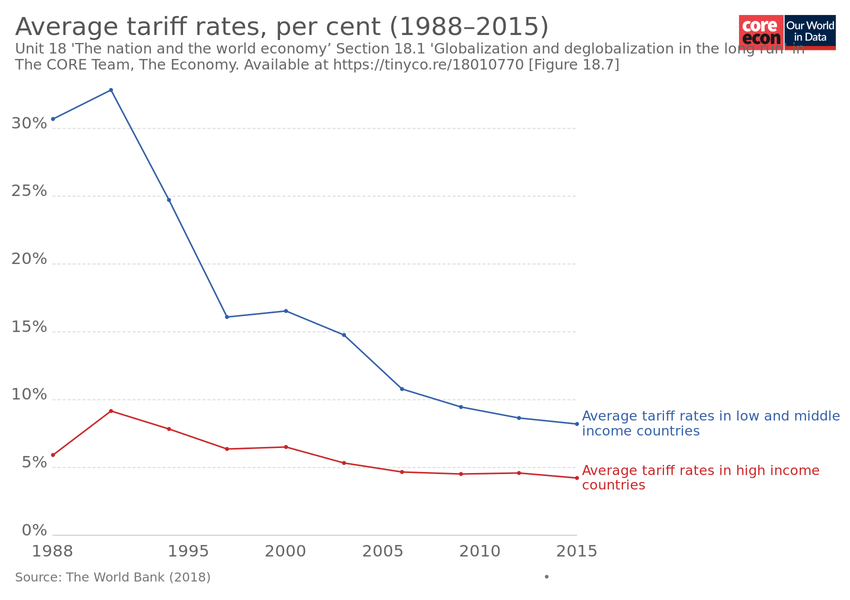 Average tariff rates, per cent (1988–2015)
core
econ
Our World
in Data
Unit 18 'The nation and the world economy’ Section 18.1 'Globalization and deglobalization in the long run' in
The CORE Team, The Economy. Available at https://tinyco.re/18010770 [Figure 18.7]
30%
25%
20%
15%
10%
5%
0%
Average tariff rates in low and middle
income countries
Average tariff rates in high income
countries
1988 1995 2000 2005 2010 2015
Source: The World Bank (2018) •